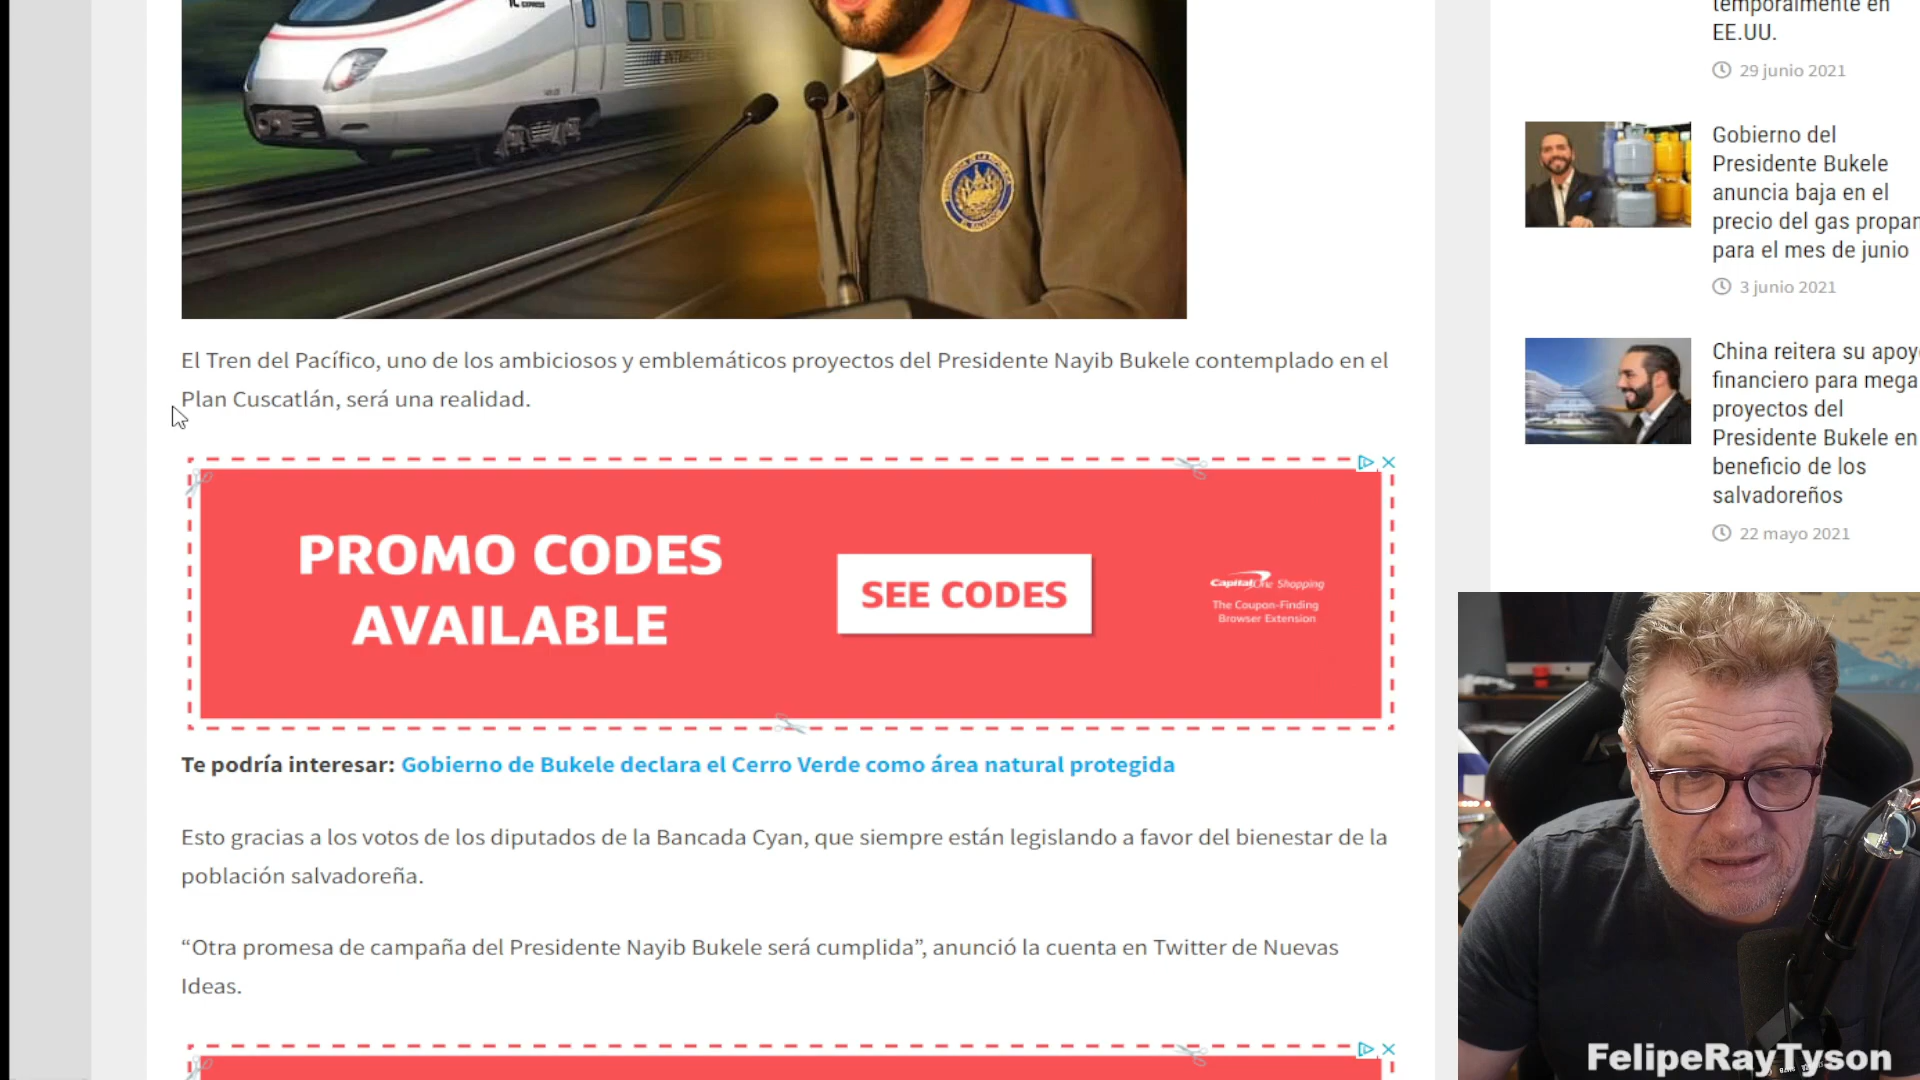 El Tren del Pacífico, uno de los ambiciosos y emblemáticos proyectos del Presidente Nayib Bukele contemplado en el
Plan Cuscatlán, será una realidad.
PROMO CODES
AVAILABLE
SEE CODES
CapitalOne Shopping
The Coupon-Finding
Browser Extension
Te podría interesar: Gobierno de Bukele declara el Cerro Verde como área natural protegida
Esto gracias a los votos de los diputados de la Bancada Cyan, que siempre están legislando a favor del bienestar de la
población salvadoreña.
“Otra promesa de campaña del Presidente Nayib Bukele será cumplida”, anunció la cuenta en Twitter de Nuevas
Ideas.
temporalmente en
EE.UU.
29 junio 2021
Gobierno del
Presidente Bukele
anuncia baja en el
precio del gas propan
para el mes de junio
3 junio 2021
China reitera su apoy
financiero para mega
proyectos del
Presidente Bukele en
beneficio de los
salvadoreños
22 mayo 2021
FelipeRayTyson